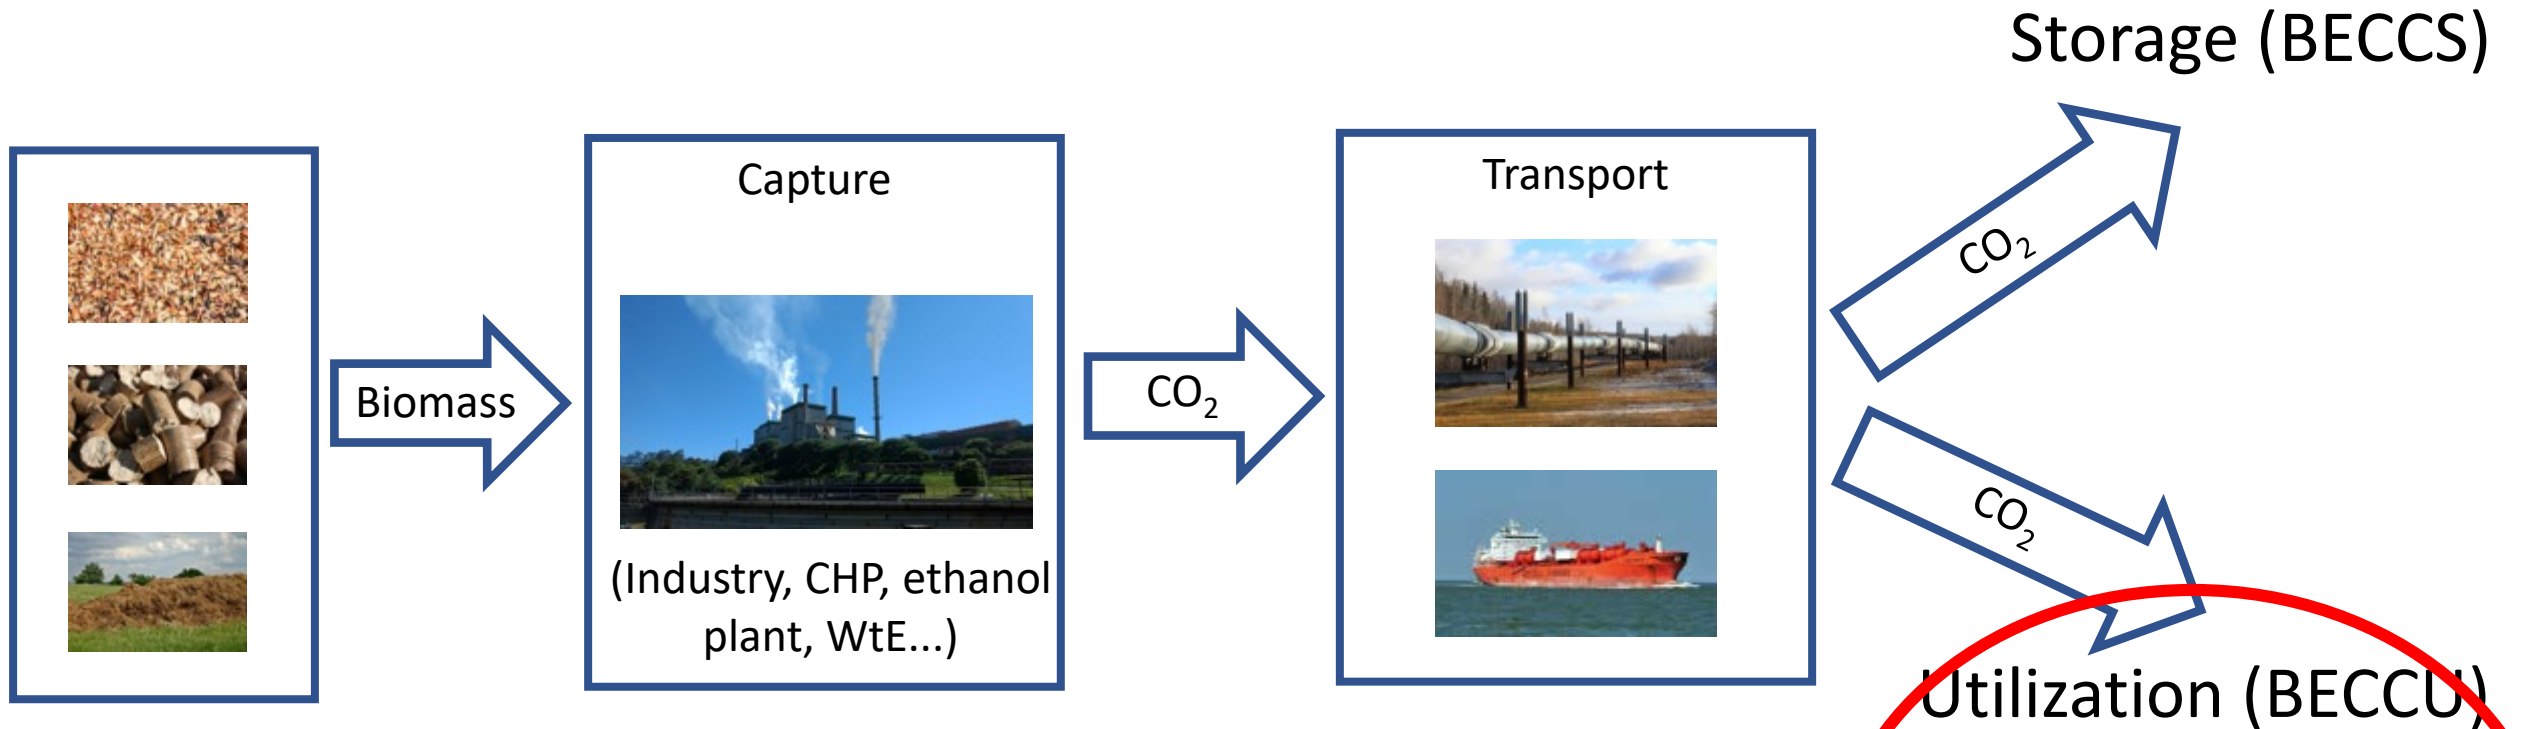 Storage (BECCS)
Capture
Transport
CO₂
Biomass
CO₂
CO₂
(Industry, CHP, ethanol
plant, WtE...)
Utilization (BECCU)